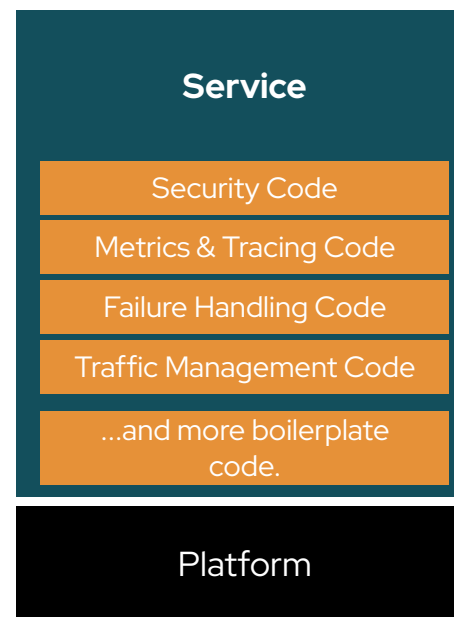 Service
Security Code
Metrics & Tracing Code
Failure Handling Code
Traffic Management Code
...and more boilerplate
code.
Platform